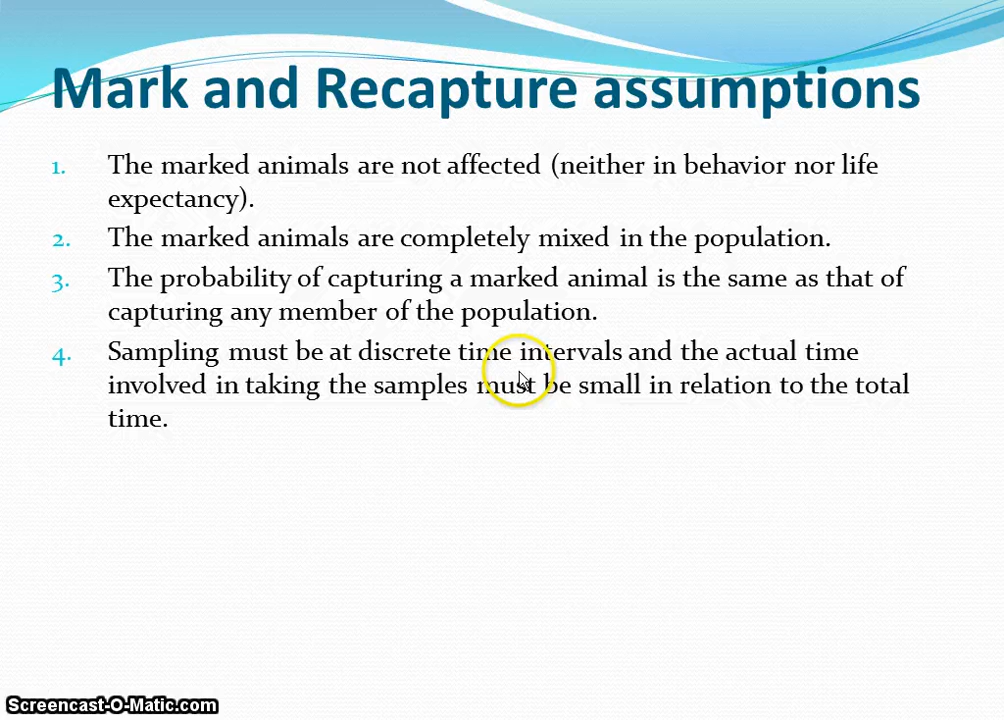 Mark and Recapture assumptions
1. The marked animals are not affected (neither in behavior nor life
expectancy).
2. The marked animals are completely mixed in the population.
3. The probability of capturing a marked animal is the same as that of
capturing any member of the population.
4. Sampling must be at discrete time intervals and the actual time
involved in taking the samples must be small in relation to the total
time.
Screencast-O-Matic.com